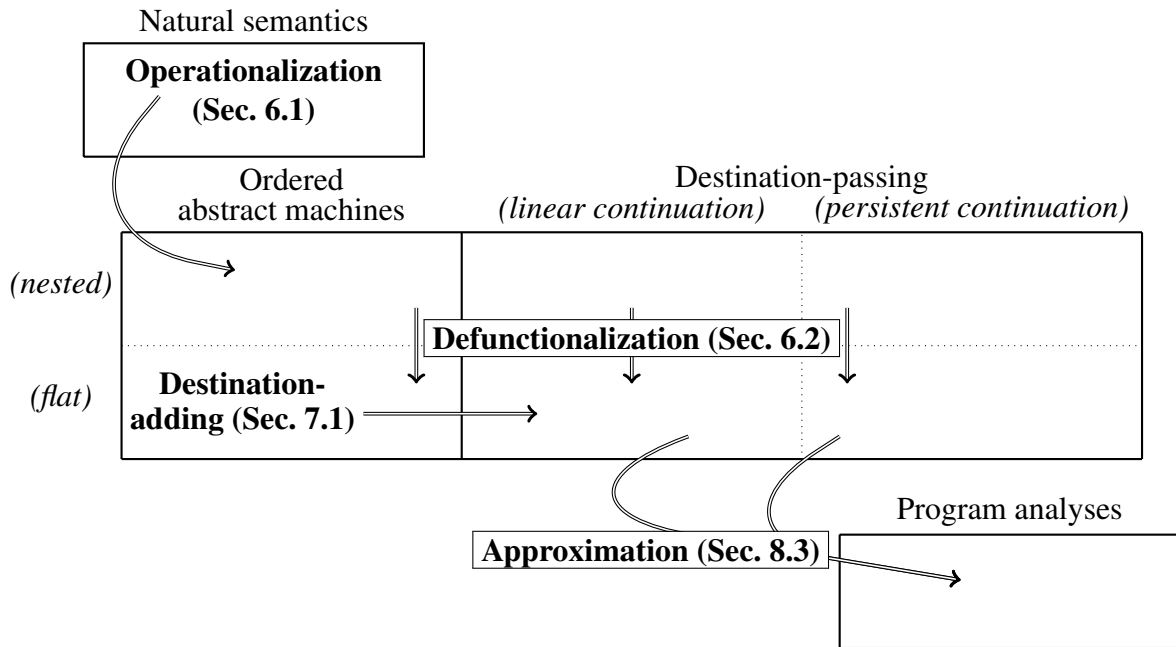 Natural semantics
Operationalization
(Sec. 6.1)
Ordered
abstract machines
Destination-passing
(linear continuation)
(persistent continuation)
(nested)
Defunctionalization (Sec. 6.2)
(flat)
Destination-
adding (Sec. 7.1)
Program analyses
Approximation (Sec. 8.3)